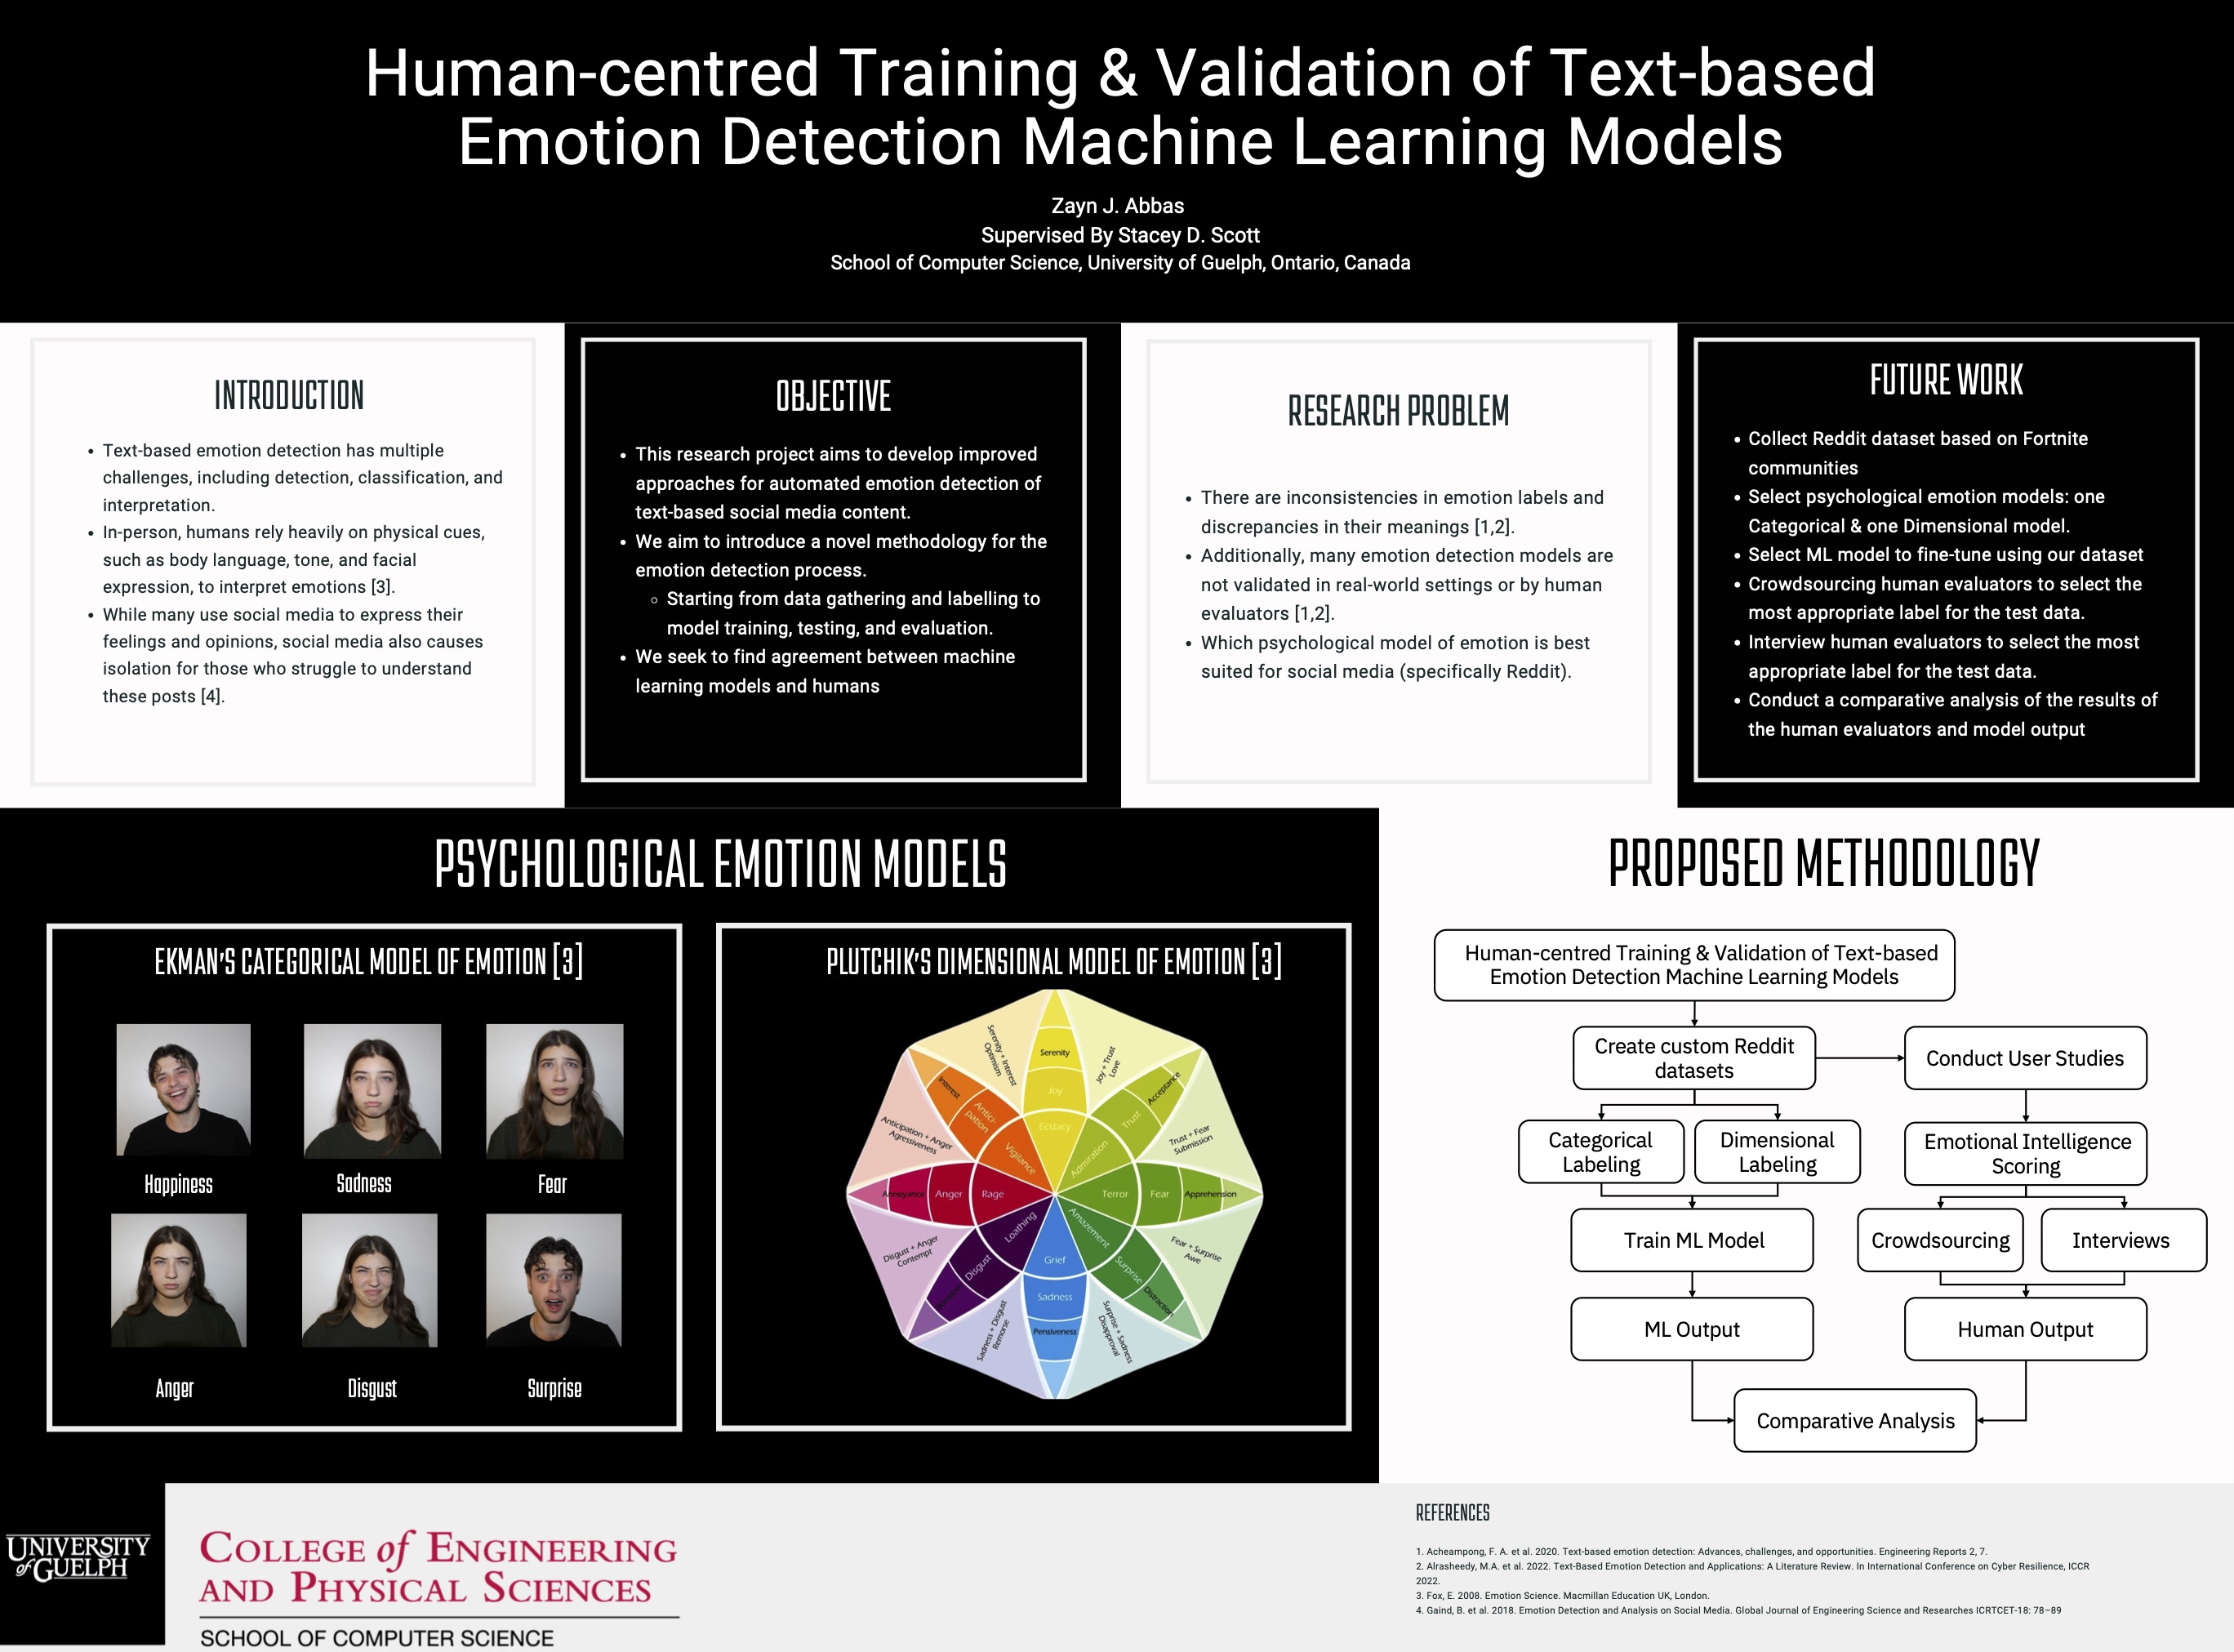 Human-centred Training & Validation of Text-based
Emotion Detection Machine Learning Models
Zayn J. Abbas
Supervised By Stacey D. Scott
School of Computer Science, University of Guelph, Ontario, Canada
INTRODUCTION
• Text-based emotion detection has multiple
challenges, including detection, classification, and
interpretation.
• In-person, humans rely heavily on physical cues,
such as body language, tone, and facial
expression, to interpret emotions [3].
• While many use social media to express their
feelings and opinions, social media also causes
isolation for those who struggle to understand
these posts [4].
OBJECTIVE
• This research project aims to develop improved
approaches for automated emotion detection of
text-based social media content.
• We aim to introduce a novel methodology for the
emotion detection process.
◦ Starting from data gathering and labelling to
model training, testing, and evaluation.
• We seek to find agreement between machine
learning models and humans
RESEARCH PROBLEM
• There are inconsistencies in emotion labels and
discrepancies in their meanings [1,2].
• Additionally, many emotion detection models are
not validated in real-world settings or by human
evaluators [1,2].
• Which psychological model of emotion is best
suited for social media (specifically Reddit).
FUTURE WORK
• Collect Reddit dataset based on Fortnite
communities
• Select psychological emotion models: one
Categorical & one Dimensional model.
• Select ML model to fine-tune using our dataset
• Crowdsourcing human evaluators to select the
most appropriate label for the test data.
• Interview human evaluators to select the most
appropriate label for the test data.
• Conduct a comparative analysis of the results of
the human evaluators and model output
PSYCHOLOGICAL EMOTION MODELS
EKMAN'S CATEGORICAL MODEL OF EMOTION [3]
Happiness
Sadness
Fear
Anger
Disgust
Surprise
PLUTCHIK'S DIMENSIONAL MODEL OF EMOTION [3]
Serenity + Interest
Optimism
Serenity
Joy
Ecstacy
Joy + Trust
Love
Interest
Antici-
pation
Vigilance
Acceptance
Trust
Admiration
Anticipation + Anger
Agressiveness
Trust + Fear
Submission
Annoyance
Anger
Rage
Terror
Fear
Apprehension
Disgust + Anger
Contempt
Loathing
Disgust
Grief
Sadness
Pensiveness
Amazement
Surprise
Distraction
Fear + Surprise
Awe
Sadness + Disgust
Remorse
Surprise + Sadness
Disapproval
PROPOSED METHODOLOGY
Human-centred Training & Validation of Text-based
Emotion Detection Machine Learning Models
Create custom Reddit
datasets
Conduct User Studies
Categorical
Labeling
Dimensional
Labeling
Emotional Intelligence
Scoring
Train ML Model
Crowdsourcing
Interviews
ML Output
Human Output
Comparative Analysis
UNIVERSITY
of GUELPH
COLLEGE of ENGINEERING
AND PHYSICAL SCIENCES
SCHOOL OF COMPUTER SCIENCE
REFERENCES
1. Acheampong, F. A. et al. 2020. Text-based emotion detection: Advances, challenges, and opportunities. Engineering Reports 2, 7.
2. Alrasheedy, M.A. et al. 2022. Text-Based Emotion Detection and Applications: A Literature Review. In International Conference on Cyber Resilience, ICCR
2022.
3. Fox, E. 2008. Emotion Science. Macmillan Education UK, London.
4. Gaind, B. et al. 2018. Emotion Detection and Analysis on Social Media. Global Journal of Engineering Science and Researches ICRTCET-18: 78–89